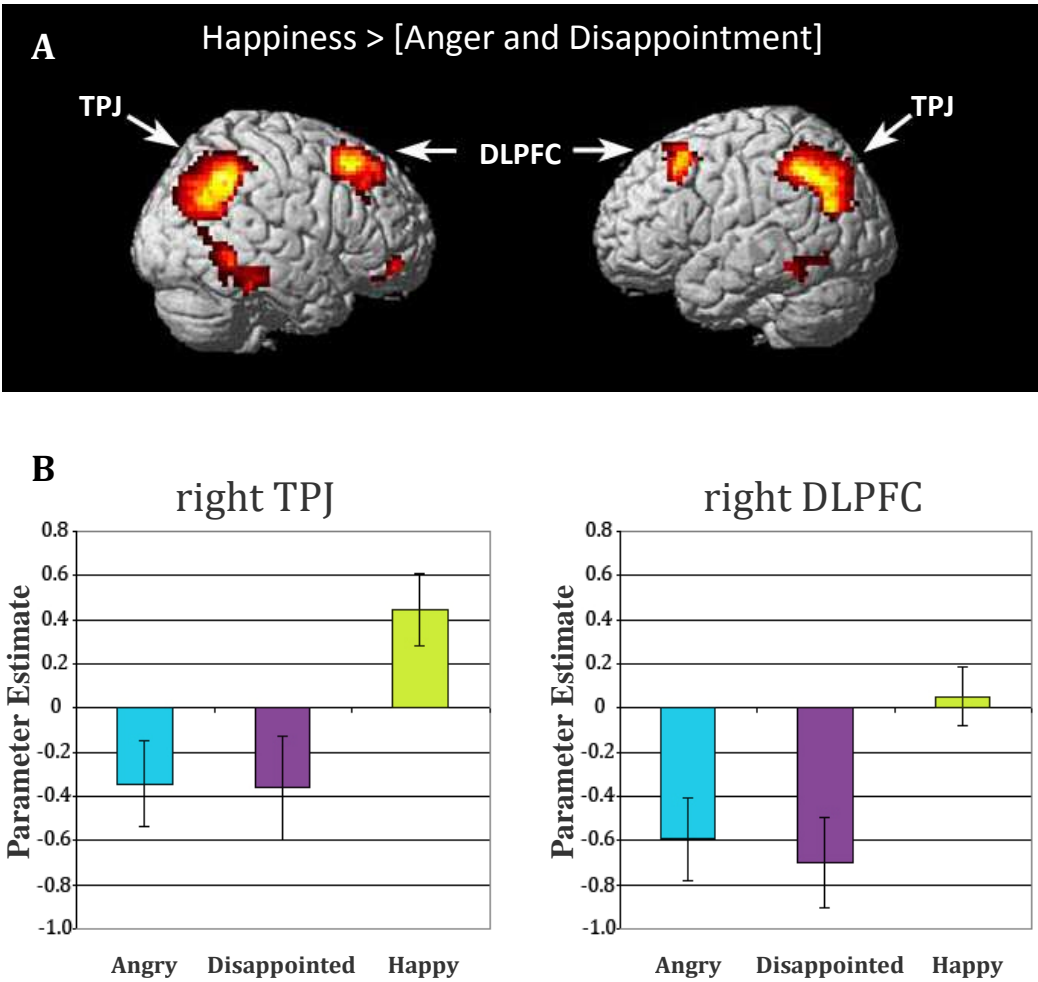 A
Happiness > [Anger and Disappointment]
TPJ
DLPFC
TPJ
B
right TPJ
Parameter Estimate
0.8
0.6
0.4
0.2
0
-0.2
-0.4
-0.6
-0.8
-1.0
Angry Disappointed Happy
right DLPFC
Parameter Estimate
0.8
0.6
0.4
0.2
0
-0.2
-0.4
-0.6
-0.8
-1.0
Angry Disappointed Happy